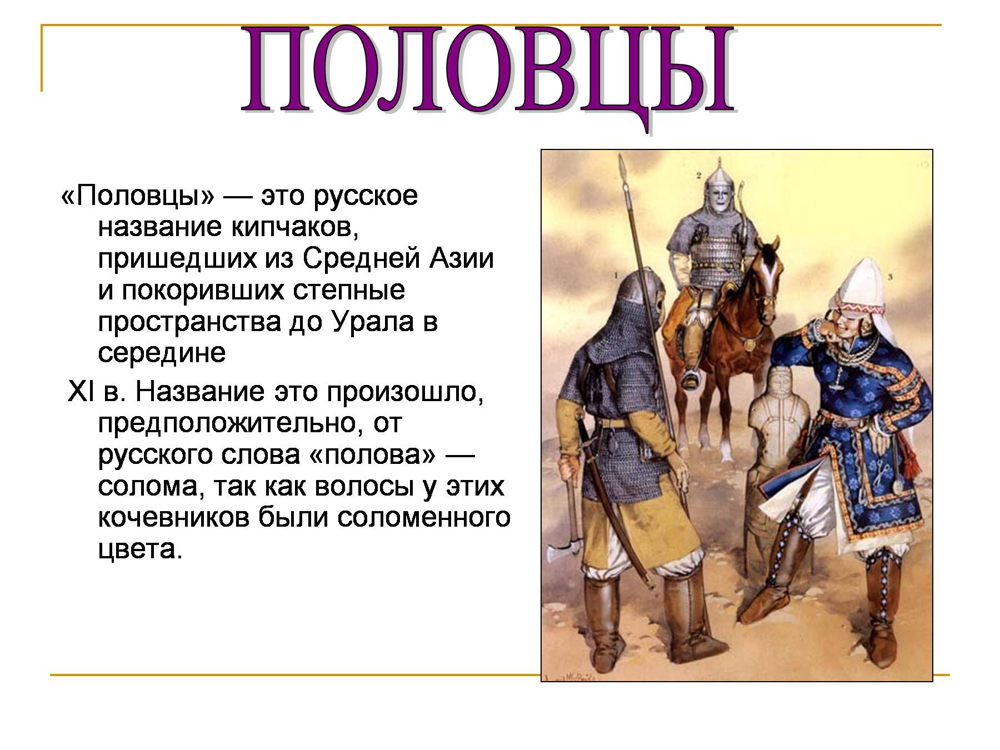 ПОЛОВЦЫ
«Половцы» — это русское
название кипчаков,
пришедших из Средней Азии
и покоривших степные
пространства до Урала в
середине
XI в. Название это произошло,
предположительно, от
русского слова «полова» —
солома, так как волосы у этих
кочевников были соломенного
цвета.
2
1
3